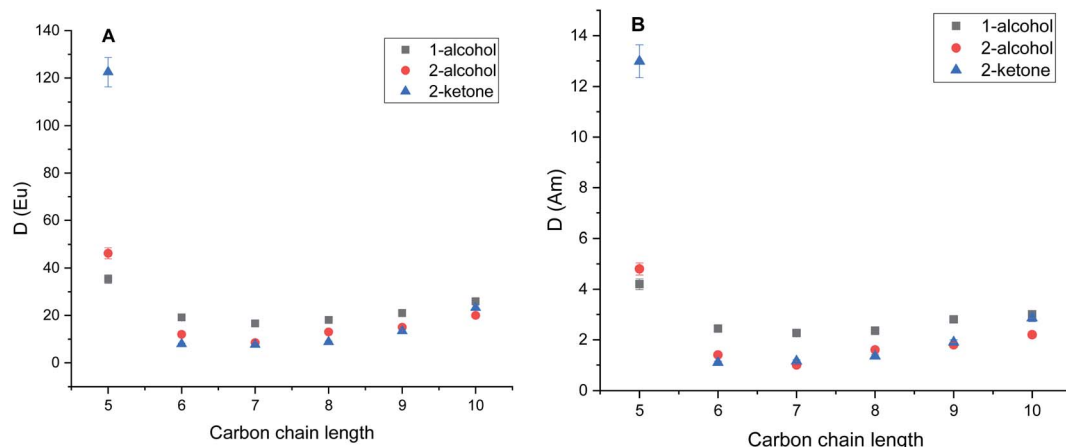 A
1-alcohol
2-alcohol
2-ketone
140
120
100
80
60
40
20
0
D (Eu)
5 6 7 8 9 10
Carbon chain length
B
1-alcohol
2-alcohol
2-ketone
14
12
10
8
6
4
2
0
D (Am)
5 6 7 8 9 10
Carbon chain length